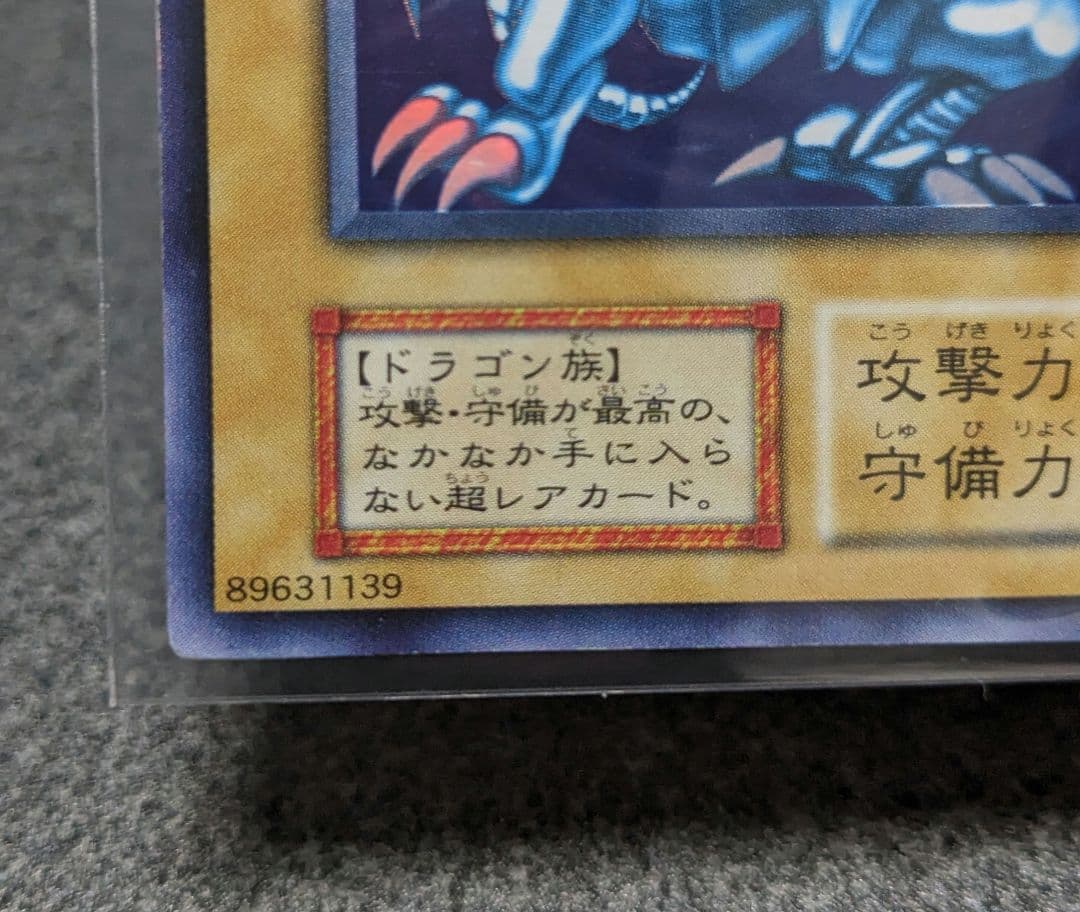 【ドラゴン族】
攻撃・守備が最高の、
なかなか手に入ら
ない超レアカード。
攻撃力
守備力
89631139